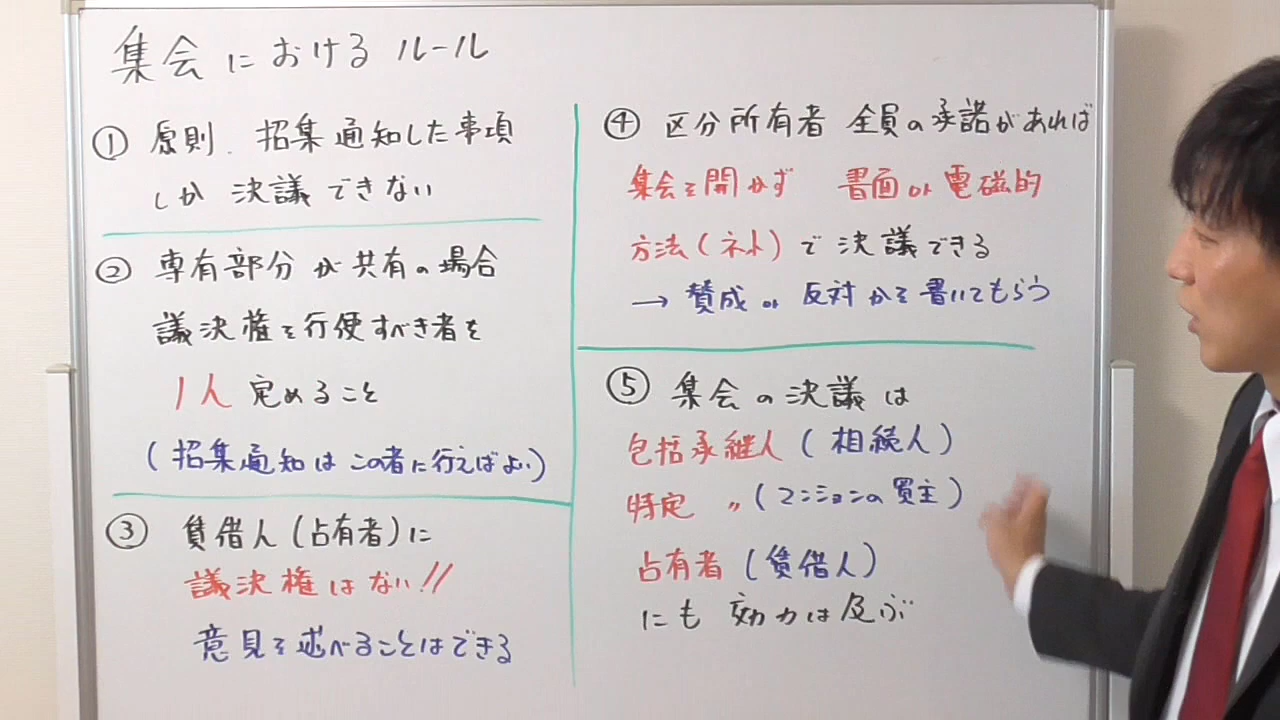 集会におけるルール
① 原則、招集通知した事項
しか決議できない
② 専有部分が共有の場合
議決権を行使すべき者を
1人定めること
(招集通知はこの者に行えばよい)
③ 賃借人(占有者)に
議決権はない!!
意見を述べることはできる
④ 区分所有者 全員の承諾があれば
集会を開かず 書面or電磁的
方法(ネット)で決議できる
→ 賛成or反対かを書いてもらう
⑤ 集会の決議は
包括承継人(相続人)
特定 〃(マンションの買主)
占有者(賃借人)
にも効力は及ぶ